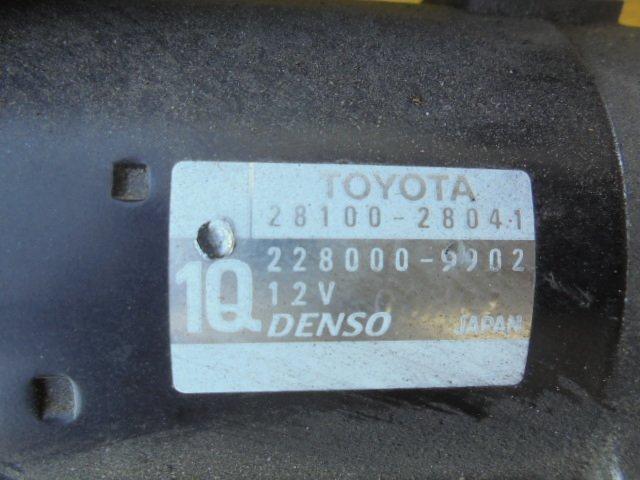 TOYOTA
28100-28041
228000-9902
12V
1Q
DENSO JAPAN